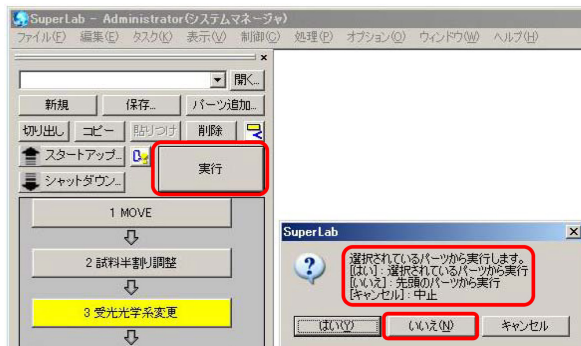 SuperLab - Administrator(システムマネージャ)
ファイル(F) 編集(E) タスク(K) 表示(V) 制御(C) 処理(P) オプション(O) ウィンドウ(W) ヘルプ(H)
開く...
新規 保存... パーツ追加...
切り出し コピー 貼りつけ 削除
スタートアップ...
シャットダウン...
実行
1 MOVE
2 試料半割り調整
3 受光光学系変更
SuperLab
選択されているパーツから実行します。
[はい] : 選択されているパーツから実行
[いいえ] : 先頭のパーツから実行
[キャンセル] : 中止
はい(Y) いいえ(N) キャンセル